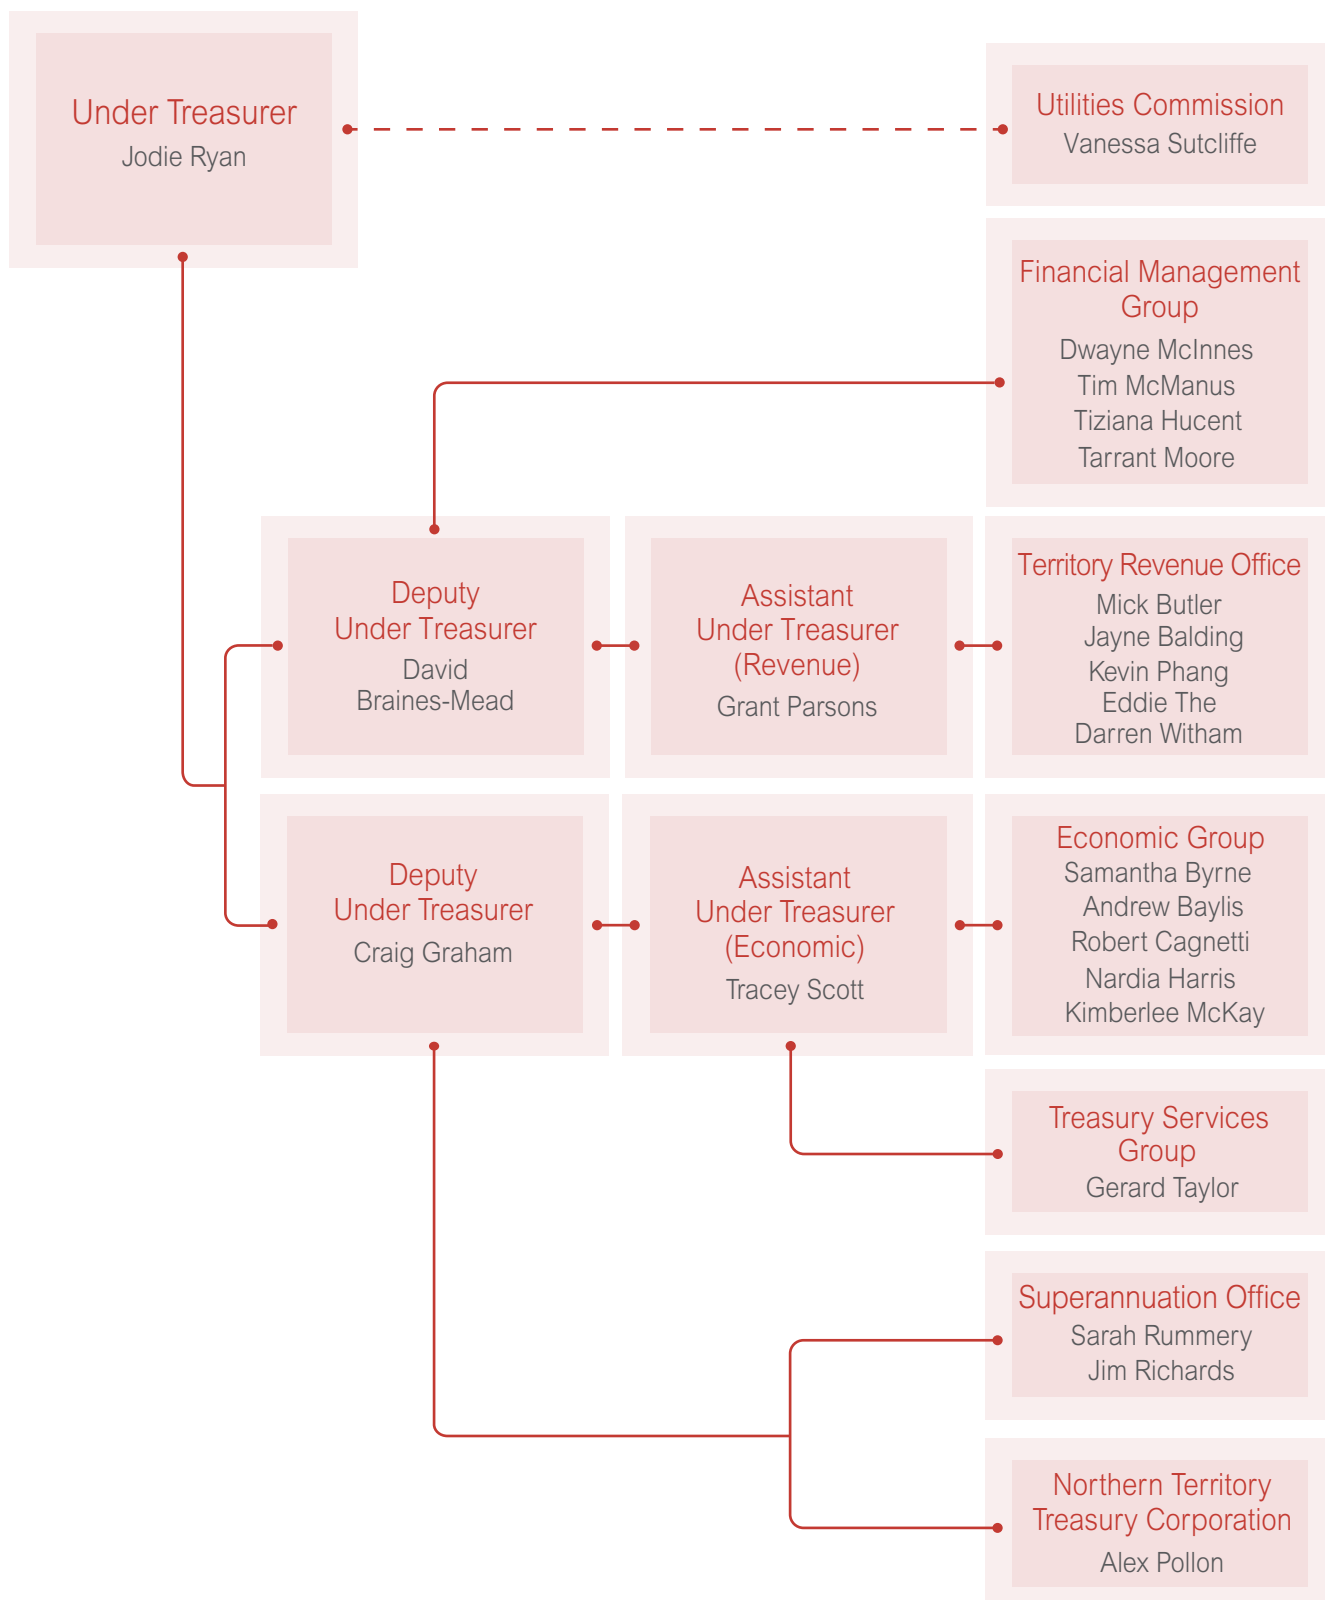 Under Treasurer
Jodie Ryan
Utilities Commission
Vanessa Sutcliffe
Financial Management
Group
Dwayne McInnes
Tim McManus
Tiziana Hucent
Tarrant Moore
Deputy
Under Treasurer
David
Braines-Mead
Assistant
Under Treasurer
(Revenue)
Grant Parsons
Territory Revenue Office
Mick Butler
Jayne Balding
Kevin Phang
Eddie The
Darren Witham
Deputy
Under Treasurer
Craig Graham
Assistant
Under Treasurer
(Economic)
Tracey Scott
Economic Group
Samantha Byrne
Andrew Baylis
Robert Cagnetti
Nardia Harris
Kimberlee McKay
Treasury Services
Group
Gerard Taylor
Superannuation Office
Sarah Rummery
Jim Richards
Northern Territory
Treasury Corporation
Alex Pollon